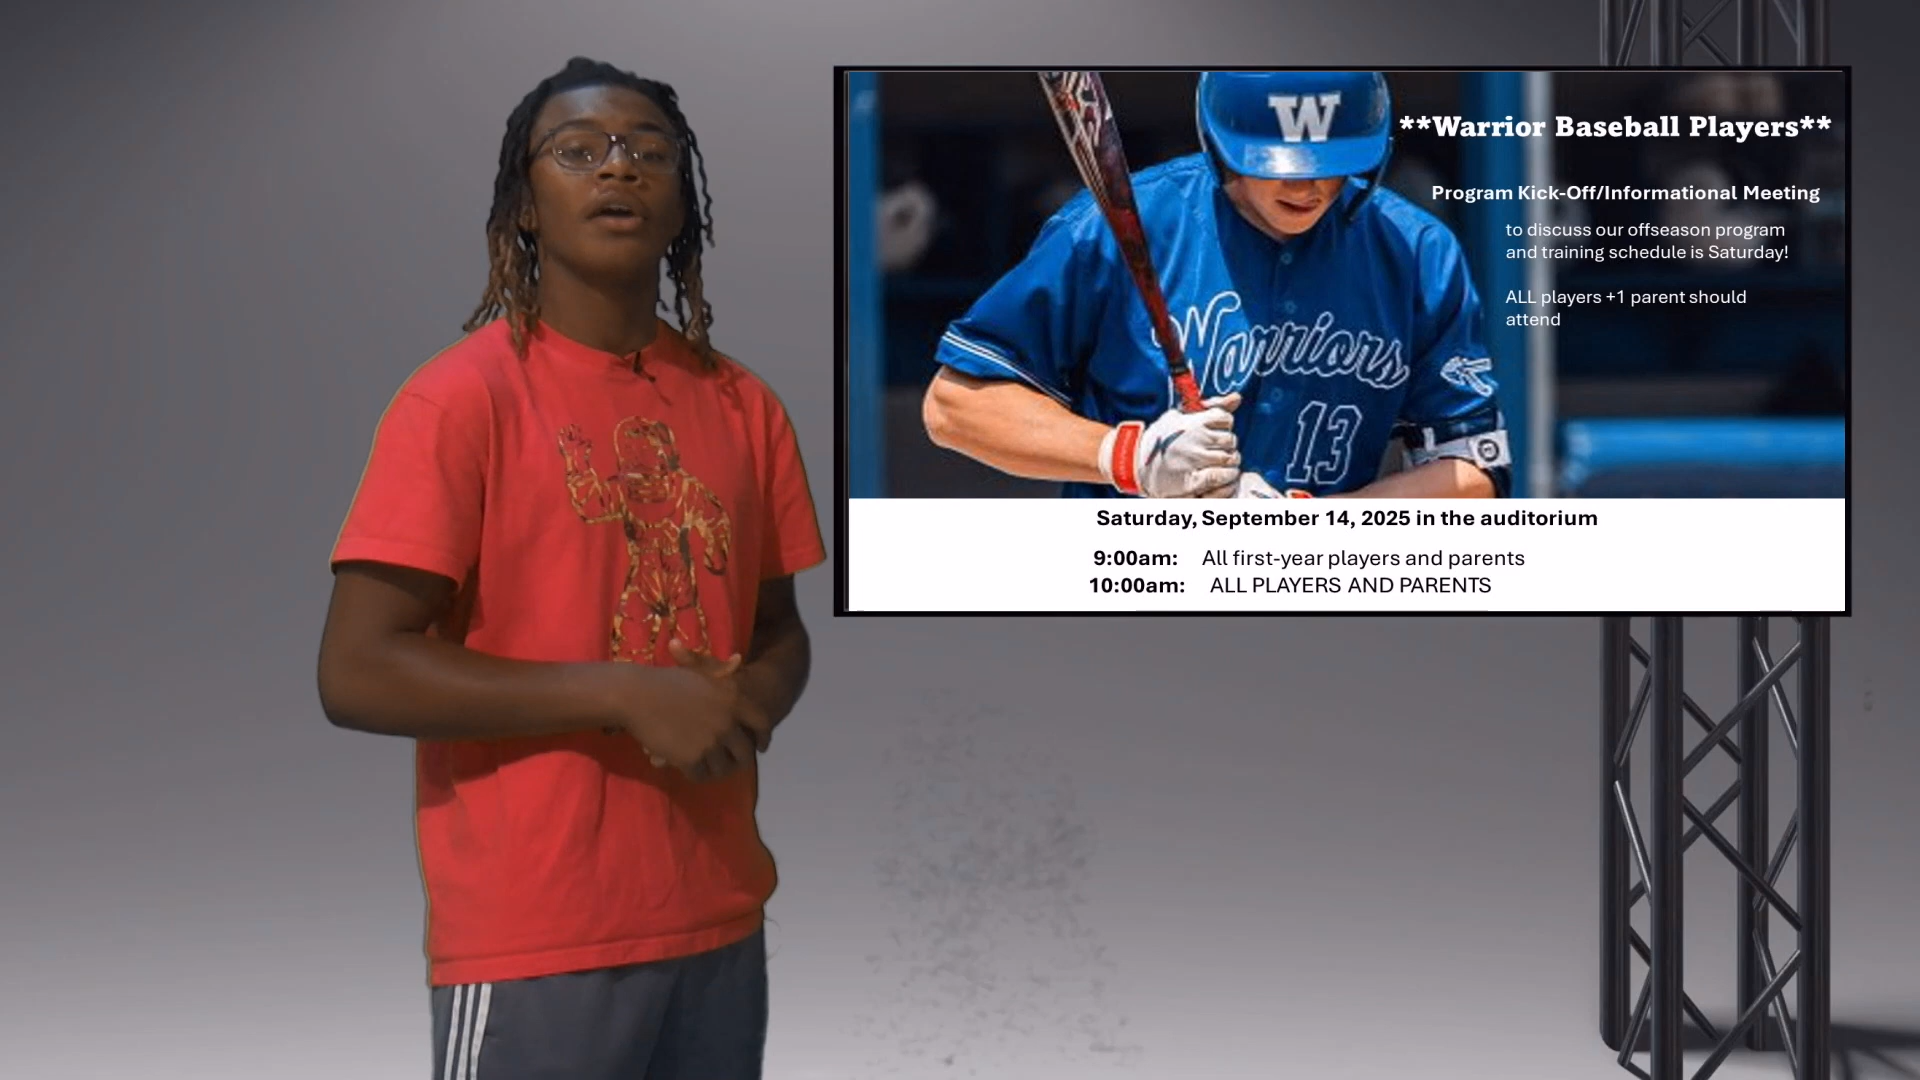 W
**Warrior Baseball Players**
Program Kick-Off/Informational Meeting
to discuss our offseason program
and training schedule is Saturday!
ALL players +1 parent should
attend
Warriors
13
Saturday, September 14, 2025 in the auditorium
9:00am: All first-year players and parents
10:00am: ALL PLAYERS AND PARENTS